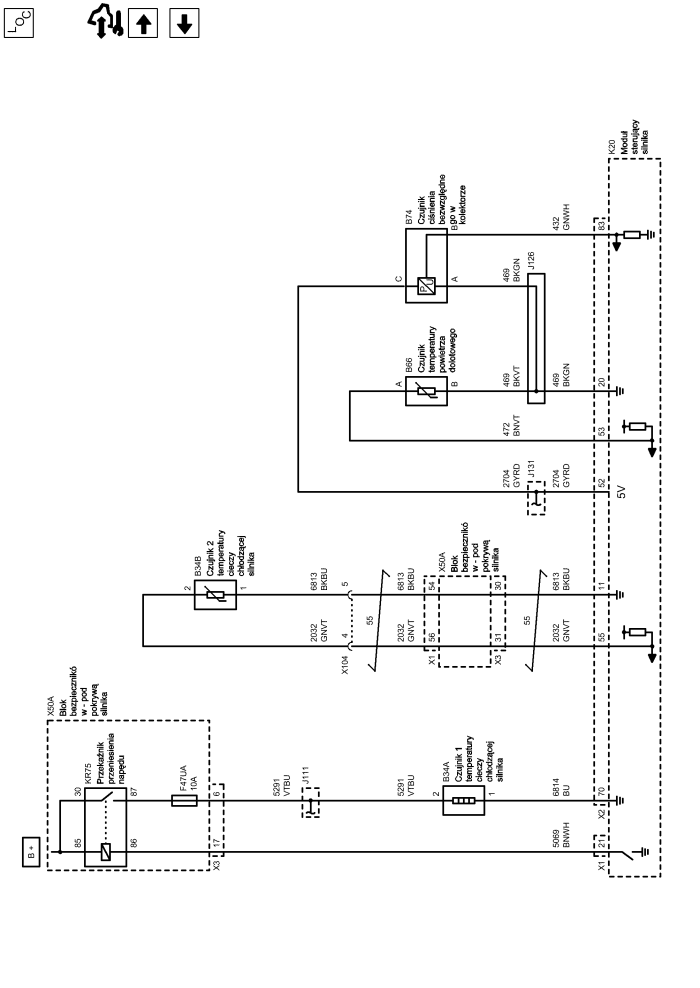 LOC
K20
Moduł
sterujący
silnika
B74
Czujnik
ciśnienia
bezwzględne
go w
kolektorze
C
B
A
P
U
432
GNWH
83
469
BKGN
J126
B66
Czujnik
temperatury
powietrza
dolotowego
A
B
469
BKVT
469
BKGN
20
472
BNVT
53
2704
GYRD
J131
2704
GYRD
52
5V
B34B
Czujnik 2
temperatury
cieczy
chłodzącej
silnika
2
1
6813
BKBU
5
6813
BKBU
54
X50A
Blok
bezpiecznikó
w - pod
pokrywą
silnika
30
6813
BKBU
11
2032
GNVT
4
X104
55
2032
GNVT
56
X1
31
X3
55
2032
GNVT
55
X50A
Blok
bezpiecznikó
w - pod
pokrywą
silnika
KR75
Przekaźnik
przeniesienia
napędu
30
87
85
86
F47UA
10A
6
17
X3
5291
VTBU
J111
5291
VTBU
B34A
Czujnik 1
temperatury
cieczy
chłodzącej
silnika
2
1
6814
BU
70
X2
B+
5069
BNWH
21
X1